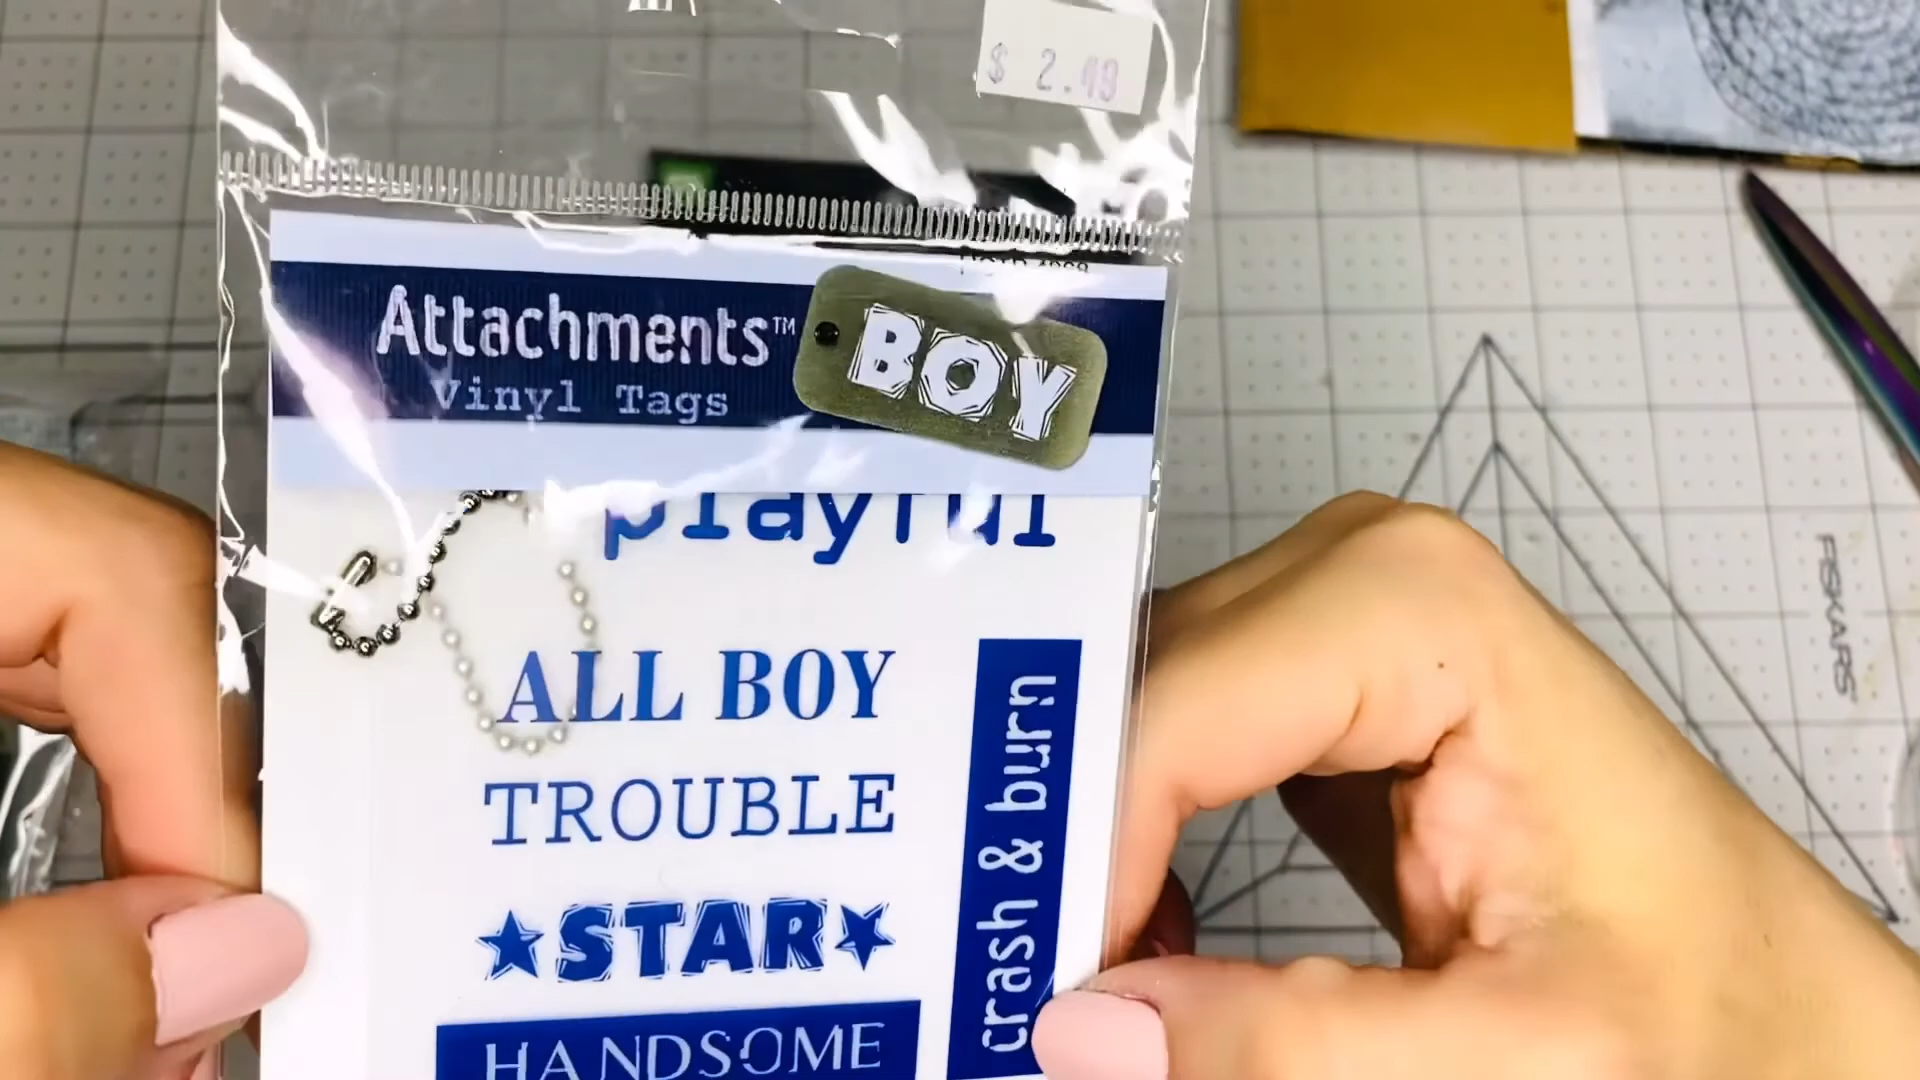 $ 2.49
Attachments™
Vinyl Tags
BOY
playful
ALL BOY
TROUBLE
★STAR★
HANDSOME
crash & burn
FISKARS